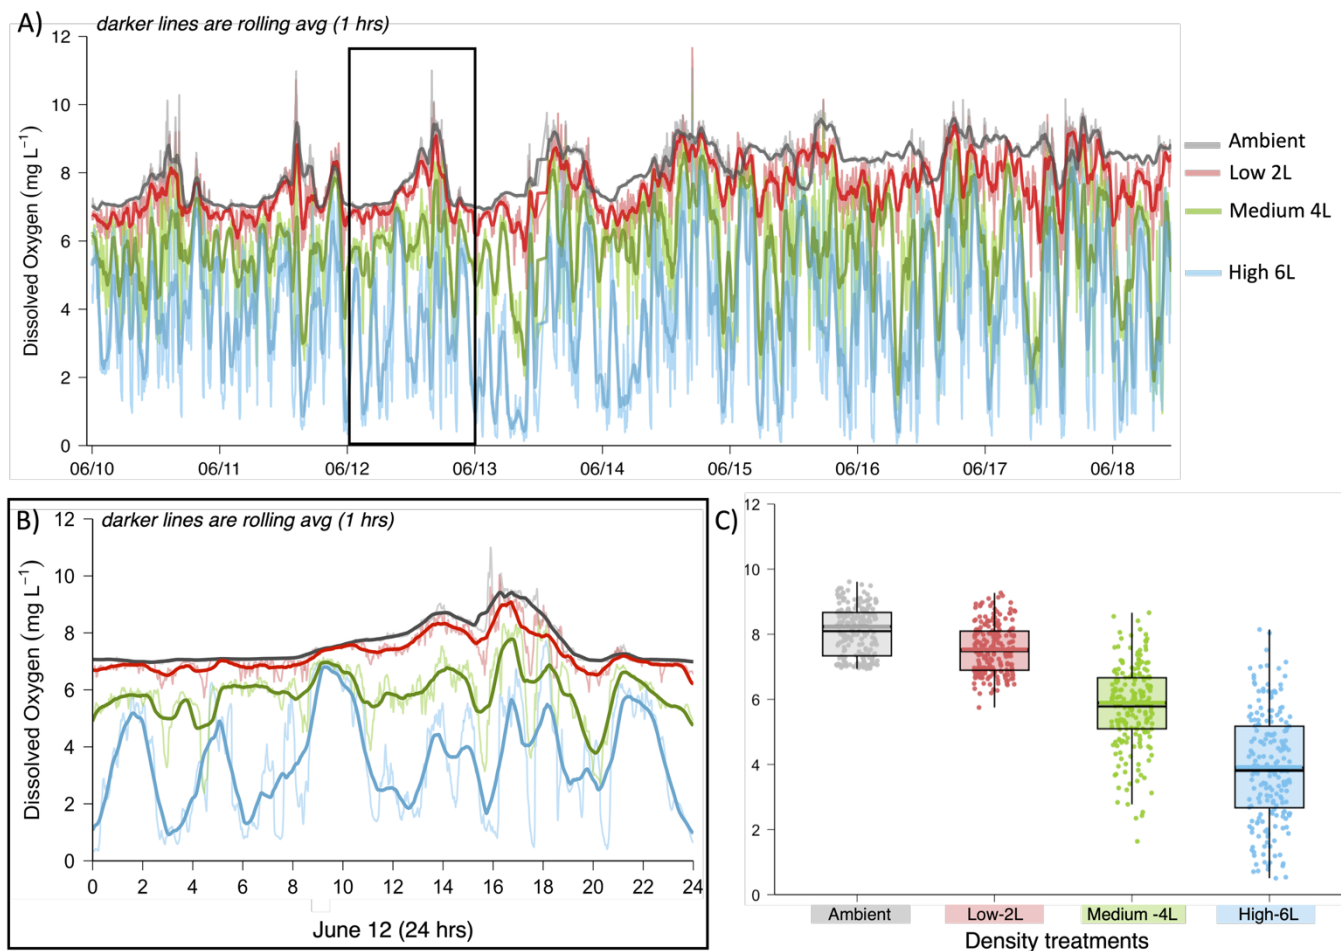 A)
darker lines are rolling avg (1 hrs)
12
10
8
6
4
2
0
Dissolved Oxygen (mg L⁻¹)
06/10 06/11 06/12 06/13 06/14 06/15 06/16 06/17 06/18
Ambient
Low 2L
Medium 4L
High 6L
B)
darker lines are rolling avg (1 hrs)
12
10
8
6
4
2
0
Dissolved Oxygen (mg L⁻¹)
0 2 4 6 8 10 12 14 16 18 20 22 24
June 12 (24 hrs)
C)
12
10
8
6
4
2
0
Ambient Low-2L Medium -4L High-6L
Density treatments